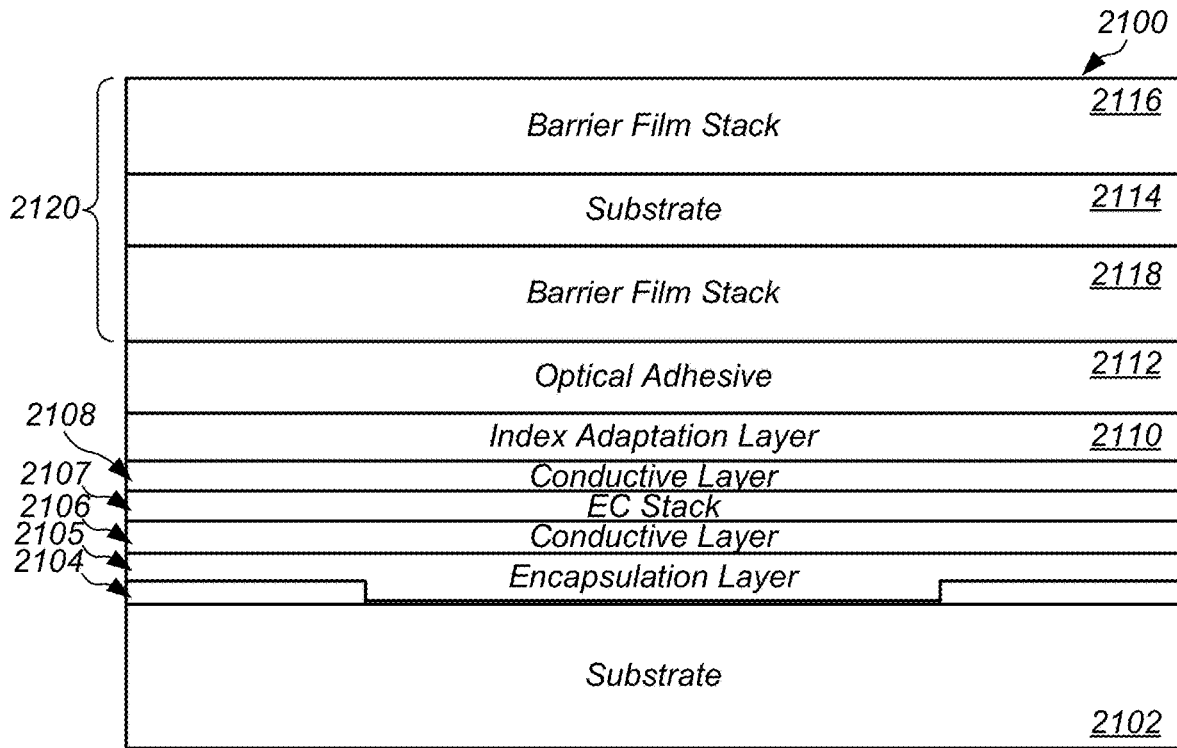 2100
Barrier Film Stack 2116
2120
Substrate 2114
Barrier Film Stack 2118
Optical Adhesive 2112
2108
Index Adaptation Layer 2110
2107
Conductive Layer
2106
EC Stack
2105
Conductive Layer
2104
Encapsulation Layer
Substrate
2102